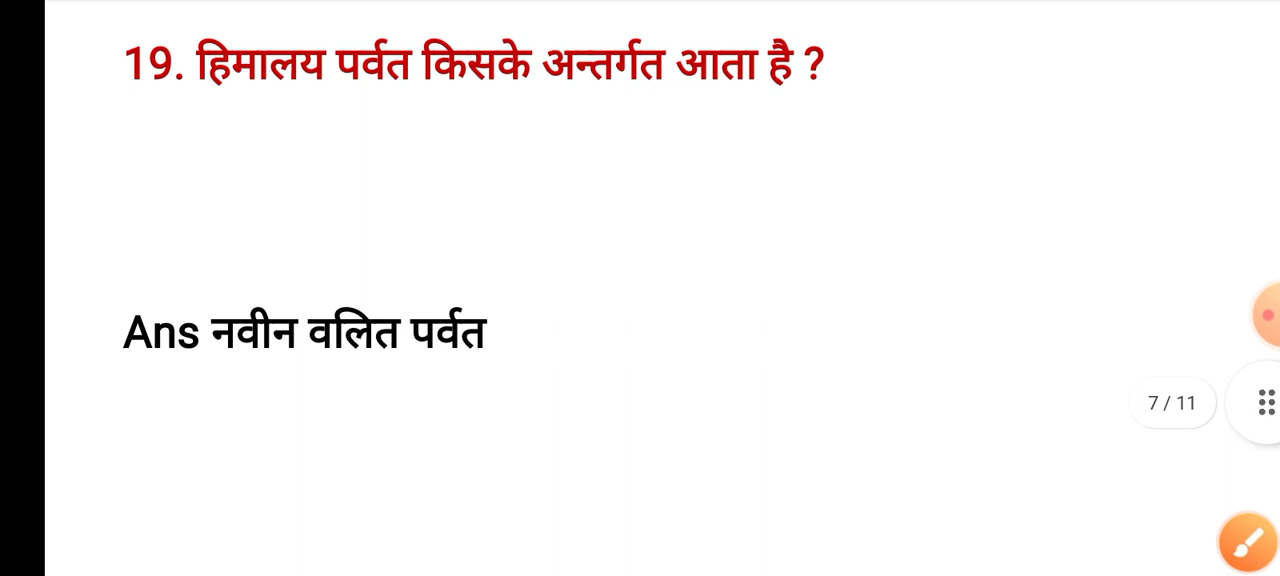 19. हिमालय पर्वत किसके अन्तर्गत आता है ?
Ans नवीन वलित पर्वत
7 / 11